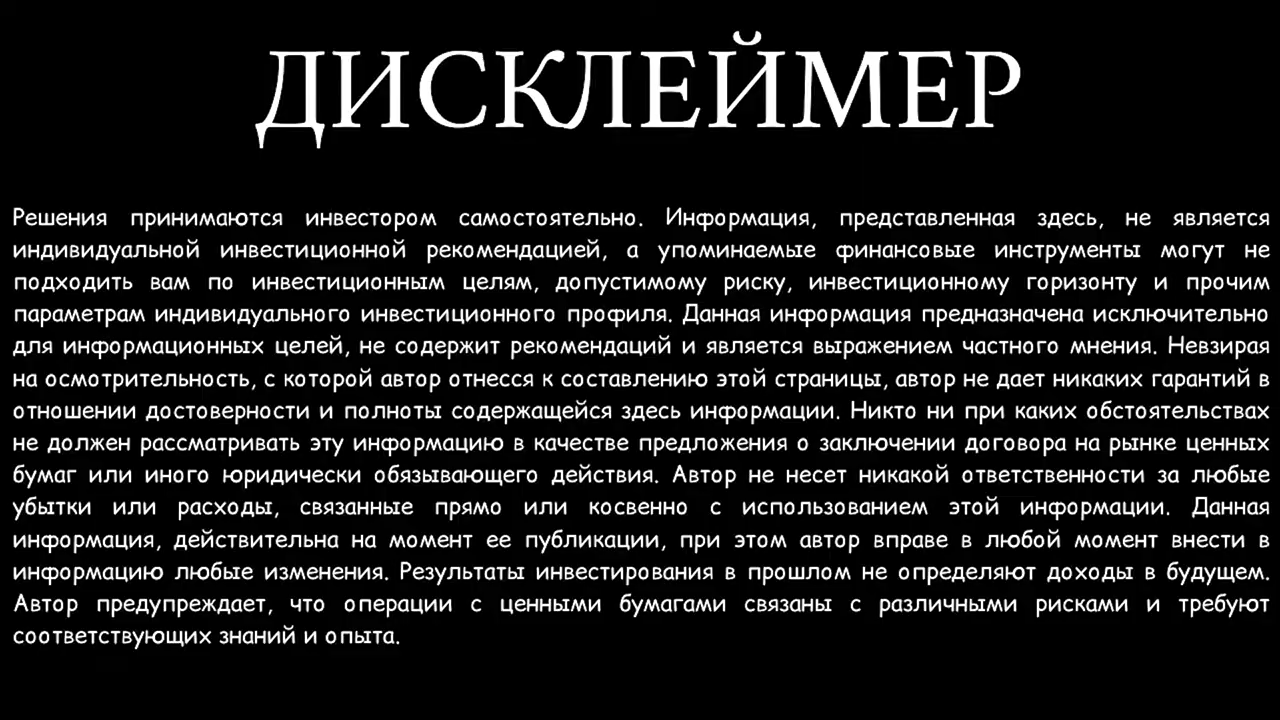 ДИСКЛЕЙМЕР
Решения принимаются инвестором самостоятельно. Информация, представленная здесь, не является
индивидуальной инвестиционной рекомендацией, а упоминаемые финансовые инструменты могут не
подходить вам по инвестиционным целям, допустимому риску, инвестиционному горизонту и прочим
параметрам индивидуального инвестиционного профиля. Данная информация предназначена исключительно
для информационных целей, не содержит рекомендаций и является выражением частного мнения. Невзирая
на осмотрительность, с которой автор отнесся к составлению этой страницы, автор не дает никаких гарантий в
отношении достоверности и полноты содержащейся здесь информации. Никто ни при каких обстоятельствах
не должен рассматривать эту информацию в качестве предложения о заключении договора на рынке ценных
бумаг или иного юридически обязывающего действия. Автор не несет никакой ответственности за любые
убытки или расходы, связанные прямо или косвенно с использованием этой информации. Данная
информация, действительна на момент ее публикации, при этом автор вправе в любой момент внести в
информацию любые изменения. Результаты инвестирования в прошлом не определяют доходы в будущем.
Автор предупреждает, что операции с ценными бумагами связаны с различными рисками и требуют
соответствующих знаний и опыта.